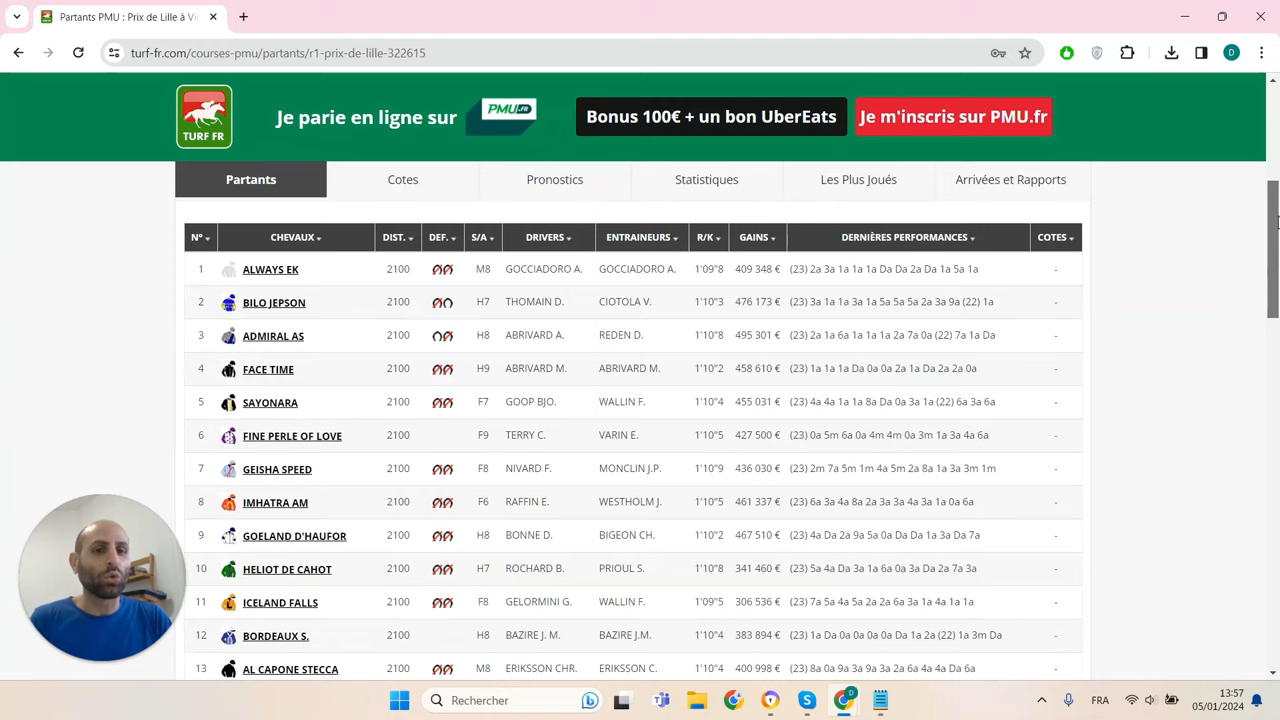 Partants PMU : Prix de Lille à Vi
turf-fr.com/courses-pmu/partants/r1-prix-de-lille-322615
D
TURF FR
Je parie en ligne sur
PMU.FR
Bonus 100€ + un bon UberEats
Je m'inscris sur PMU.fr
Partants Cotes Pronostics Statistiques Les Plus Joués Arrivées et Rapports
N° CHEVAUX DIST. DEF. S/A DRIVERS ENTRAINEURS R/K GAINS DERNIÈRES PERFORMANCES COTES
1 ALWAYS EK 2100 M8 GOCCIADORO A. GOCCIADORO A. 1'09"8 409 348 € (23) 2a 3a 1a 1a 1a Da Da 2a Da 1a 5a 1a -
2 BILO JEPSON 2100 H7 THOMAIN D. CIOTOLA V. 1'10"3 476 173 € (23) 3a 1a 1a 3a 1a 5a 5a 5a 2a 3a 9a (22) 1a -
3 ADMIRAL AS 2100 H8 ABRIVARD A. REDEN D. 1'10"8 495 301 € (23) 2a 1a 6a 1a 1a 1a 2a 7a 0a (22) 7a 1a Da -
4 FACE TIME 2100 H9 ABRIVARD M. ABRIVARD M. 1'10"2 458 610 € (23) 1a 1a 1a Da 0a 0a 2a 1a Da 2a 2a 0a -
5 SAYONARA 2100 F7 GOOP BJO. WALLIN F. 1'10"4 455 031 € (23) 4a 4a 1a 1a 8a Da 0a 3a 1a (22) 6a 3a 6a -
6 FINE PERLE OF LOVE 2100 F9 TERRY C. VARIN E. 1'10"5 427 500 € (23) 0a 5m 6a 0a 4m 4m 0a 3m 1a 3a 4a 6a -
7 GEISHA SPEED 2100 F8 NIVARD F. MONCLIN J.P. 1'10"9 436 030 € (23) 2m 7a 5m 1m 4a 5m 2a 8a 1a 3a 3m 1m -
8 IMHATRA AM 2100 F6 RAFFIN E. WESTHOLM J. 1'10"5 461 337 € (23) 6a 3a 4a 8a 2a 3a 3a 4a 3a 1a 0a 6a -
9 GOELAND D'HAUFOR 2100 H8 BONNE D. BIGEON CH. 1'10"2 467 510 € (23) 4a Da 2a 9a 5a 0a Da Da 1a 3a Da 7a -
10 HELIOT DE CAHOT 2100 H7 ROCHARD B. PRIOUL S. 1'10"4 341 460 € (23) 5a 4a Da 3a 1a 6a 0a 3a Da 2a 7a 3a -
11 ICELAND FALLS 2100 F8 GELORMINI G. WALLIN F. 1'09"5 306 536 € (23) 7a 5a 4a 5a 2a 2a 6a 3a 1a 4a 1a 1a -
12 BORDEAUX S. 2100 H8 BAZIRE J. M. BAZIRE J.M. 1'10"4 383 894 € (23) 1a Da 0a 0a 0a 0a Da 1a 2a (22) 1a 3m Da -
13 AL CAPONE STECCA 2100 M8 ERIKSSON CHR. ERIKSSON C. 1'10"4 400 998 € (23) 8a 0a 9a 3a 9a 3a 2a 6a 4a 4a Da 6a -
Rechercher
FRA
13:57
05/01/2024